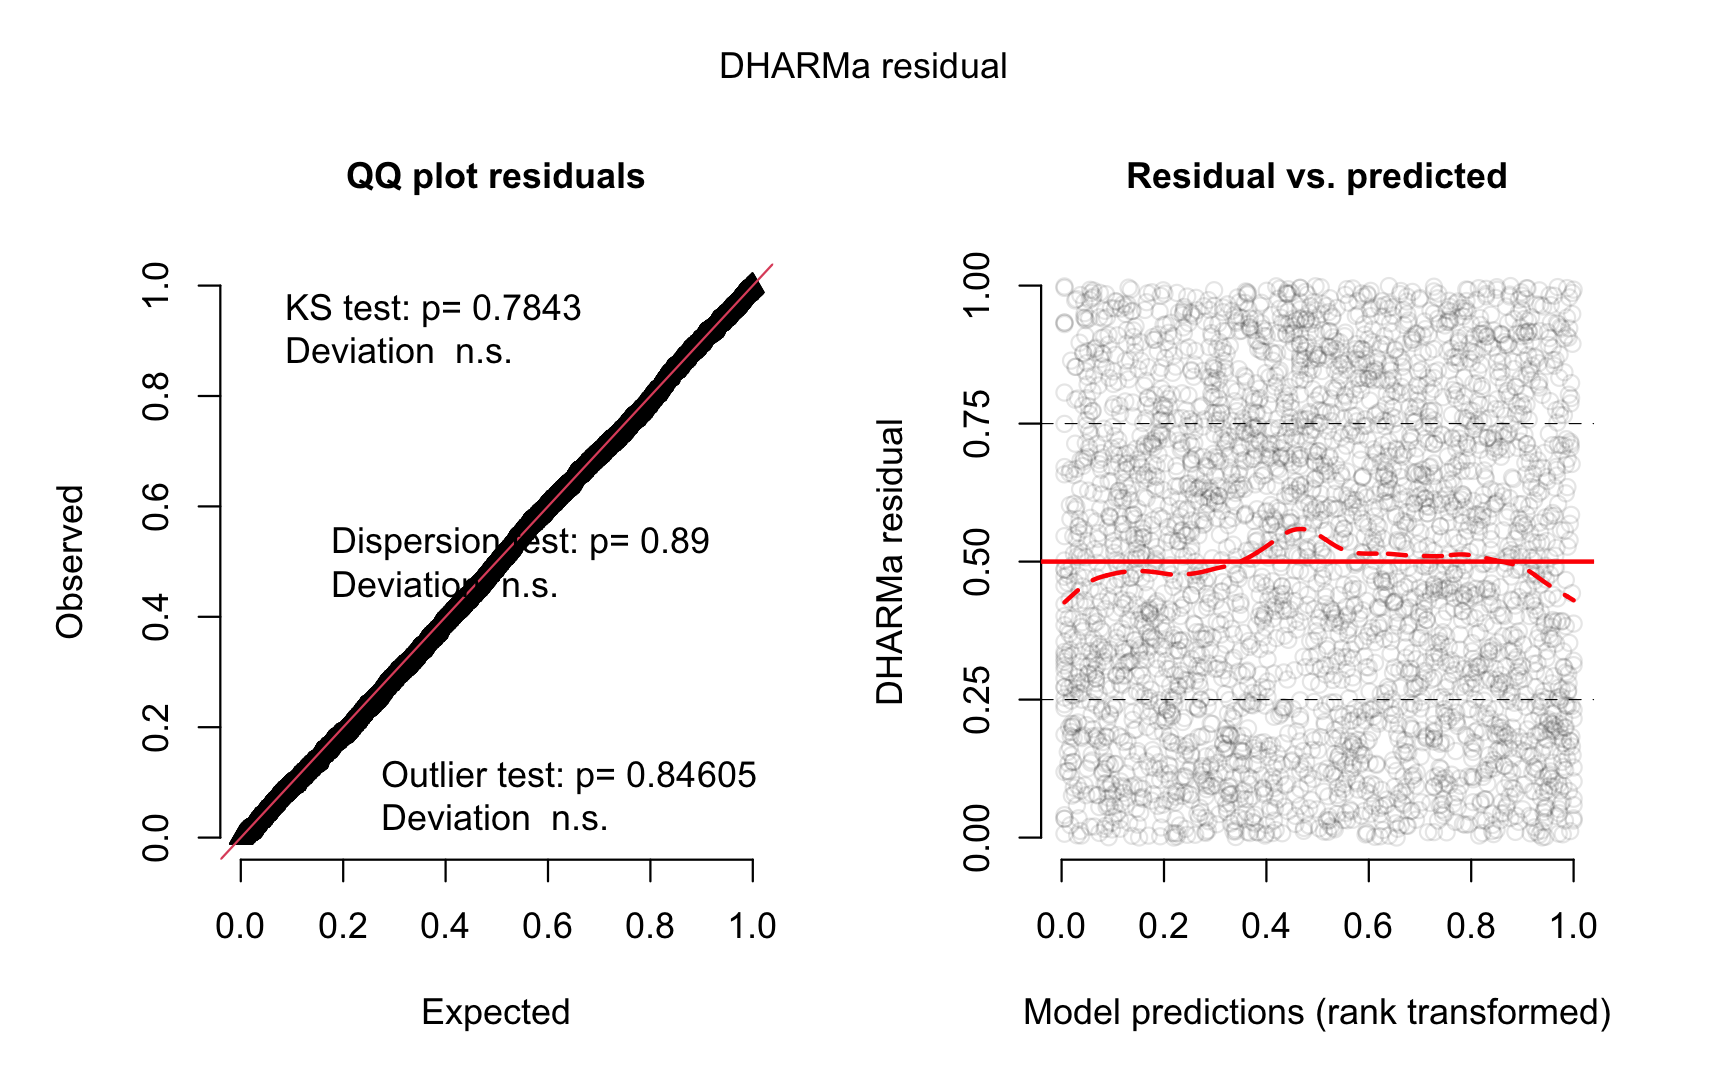 DHARMa residual
QQ plot residuals
KS test: p= 0.7843
Deviation n.s.
Dispersion test: p= 0.89
Deviation n.s.
Outlier test: p= 0.84605
Deviation n.s.
Observed
0.0 0.2 0.4 0.6 0.8 1.0
0.0 0.2 0.4 0.6 0.8 1.0
Expected
Residual vs. predicted
DHARMa residual
0.00 0.25 0.50 0.75 1.00
0.0 0.2 0.4 0.6 0.8 1.0
Model predictions (rank transformed)